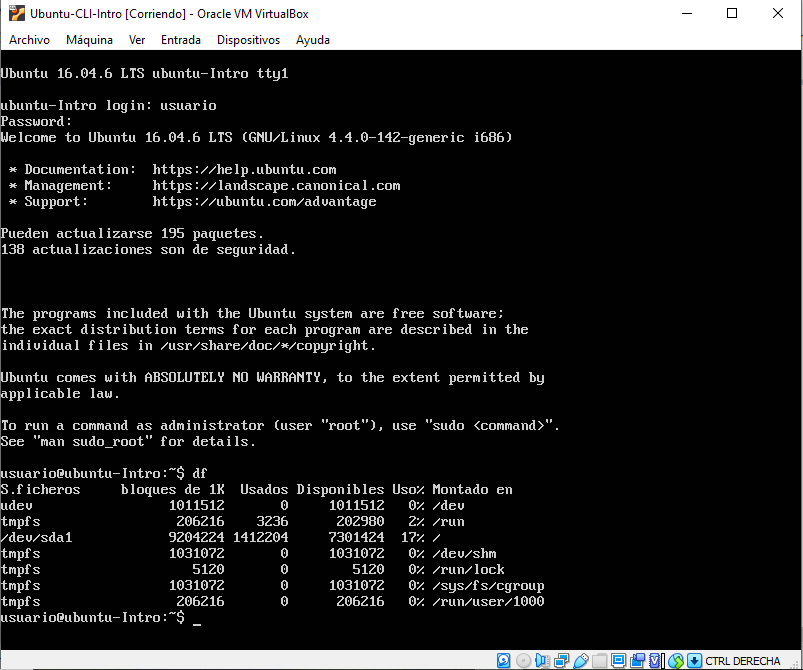 Ubuntu-CLI-Intro [Corriendo] - Oracle VM VirtualBox
Archivo Máquina Ver Entrada Dispositivos Ayuda
Ubuntu 16.04.6 LTS ubuntu-Intro tty1
ubuntu-Intro login: usuario
Password:
Welcome to Ubuntu 16.04.6 LTS (GNU/Linux 4.4.0-142-generic i686)
* Documentation: https://help.ubuntu.com
* Management: https://landscape.canonical.com
* Support: https://ubuntu.com/advantage
Pueden actualizarse 195 paquetes.
138 actualizaciones son de seguridad.
The programs included with the Ubuntu system are free software;
the exact distribution terms for each program are described in the
individual files in /usr/share/doc/*/copyright.
Ubuntu comes with ABSOLUTELY NO WARRANTY, to the extent permitted by
applicable law.
To run a command as administrator (user "root"), use "sudo <command>".
See "man sudo_root" for details.
usuario@ubuntu-Intro:~$ df
S.ficheros bloques de 1K Usados Disponibles Uso% Montado en
udev 1011512 0 1011512 0% /dev
tmpfs 206216 3236 202980 2% /run
/dev/sda1 9204224 1412204 7301424 17% /
tmpfs 1031072 0 1031072 0% /dev/shm
tmpfs 5120 0 5120 0% /run/lock
tmpfs 1031072 0 1031072 0% /sys/fs/cgroup
tmpfs 206216 0 206216 0% /run/user/1000
usuario@ubuntu-Intro:~$ _
CTRL DERECHA